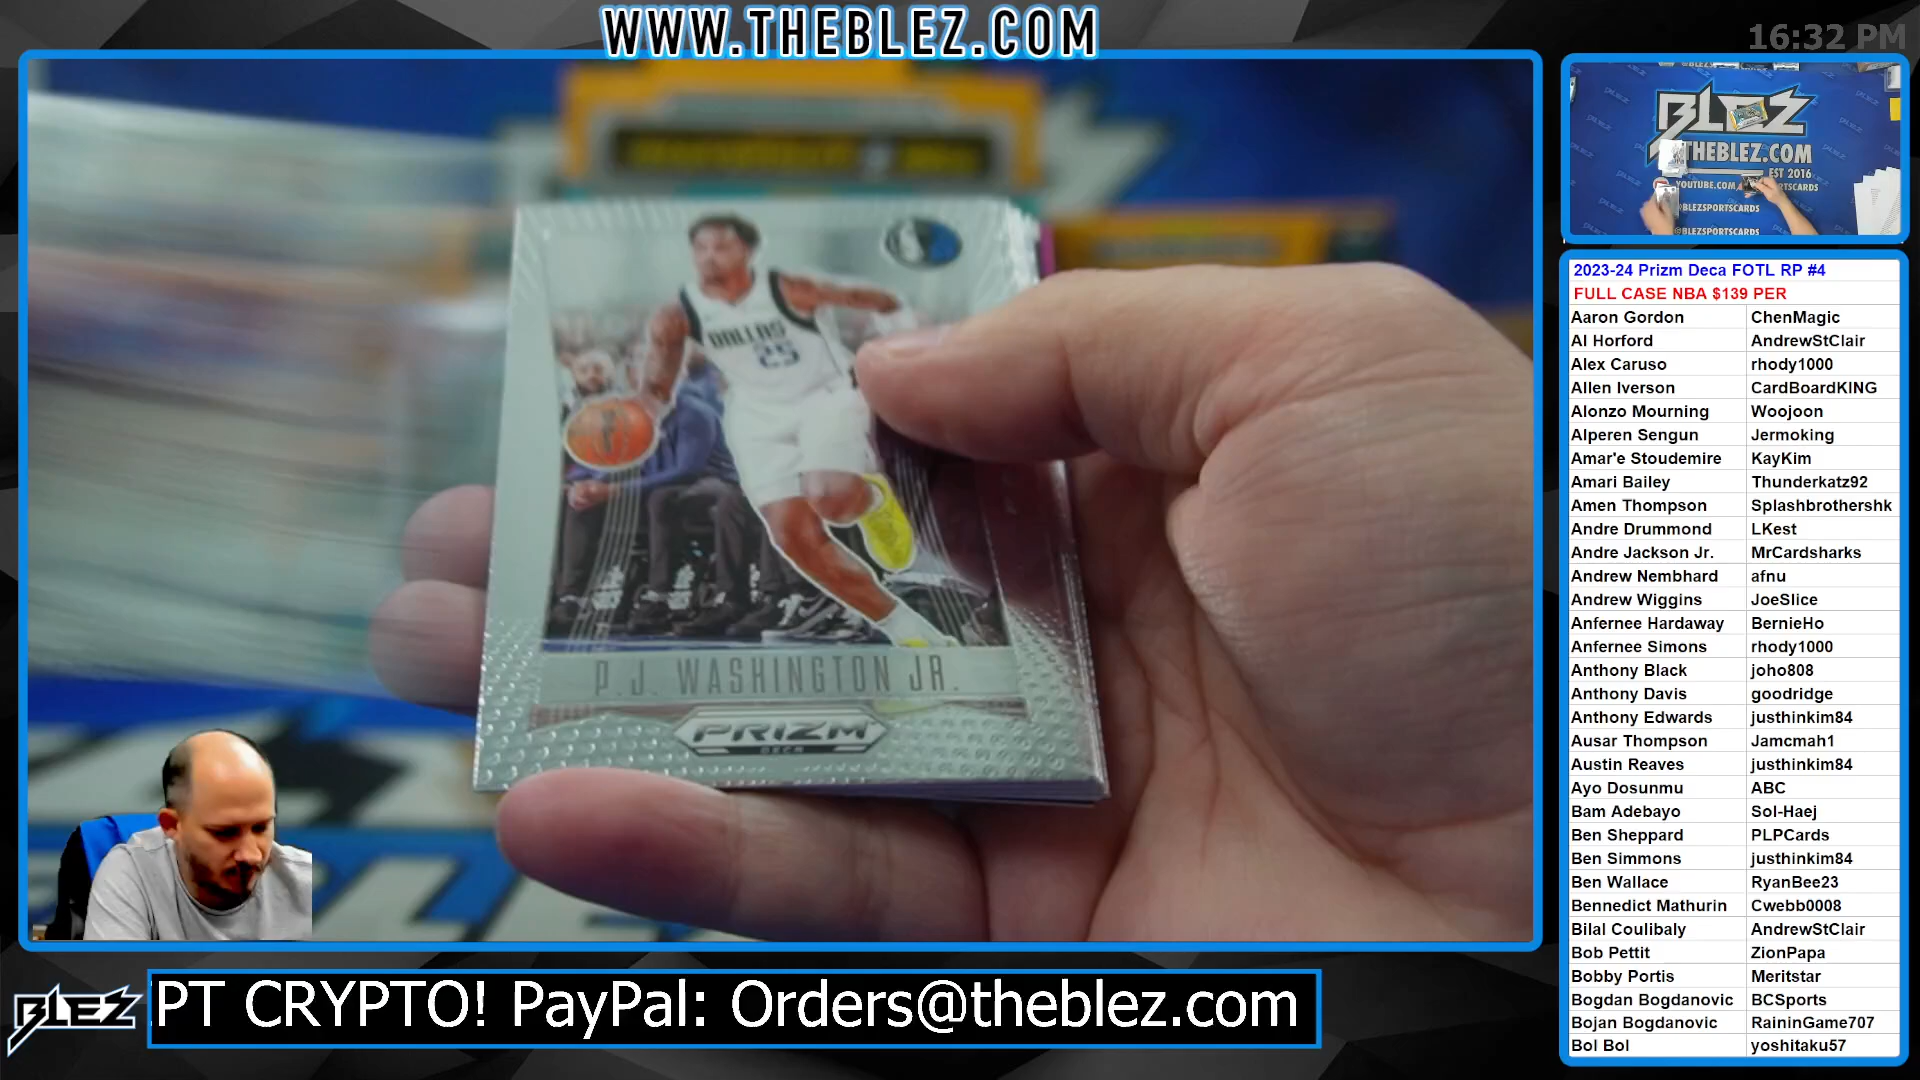 WWW.THEBLEZ.COM
16:32 PM
BLEZ
THEBLEZ.COM
EST 2016
@BLEZSPORTSCARDS
@BLEZSPORTSCARDS
DALLAS
25
P.J. WASHINGTON JR.
PRIZM
DECA
2023-24 Prizm Deca FOTL RP #4
FULL CASE NBA $139 PER
Aaron Gordon ChenMagic
Al Horford AndrewStClair
Alex Caruso rhody1000
Allen Iverson CardBoardKING
Alonzo Mourning Woojoon
Alperen Sengun Jermoking
Amar'e Stoudemire KayKim
Amari Bailey Thunderkatz92
Amen Thompson Splashbrothershk
Andre Drummond LKest
Andre Jackson Jr. MrCardsharks
Andrew Nembhard afnu
Andrew Wiggins JoeSlice
Anfernee Hardaway BernieHo
Anfernee Simons rhody1000
Anthony Black joho808
Anthony Davis goodridge
Anthony Edwards justhinkim84
Ausar Thompson Jamcmah1
Austin Reaves justhinkim84
Ayo Dosunmu ABC
Bam Adebayo Sol-Haej
Ben Sheppard PLPCards
Ben Simmons justhinkim84
Ben Wallace RyanBee23
Bennedict Mathurin Cwebb0008
Bilal Coulibaly AndrewStClair
Bob Pettit ZionPapa
Bobby Portis Meritstar
Bogdan Bogdanovic BCSports
Bojan Bogdanovic RaininGame707
Bol Bol yoshitaku57
BLEZ
PT CRYPTO! PayPal: Orders@theblez.com